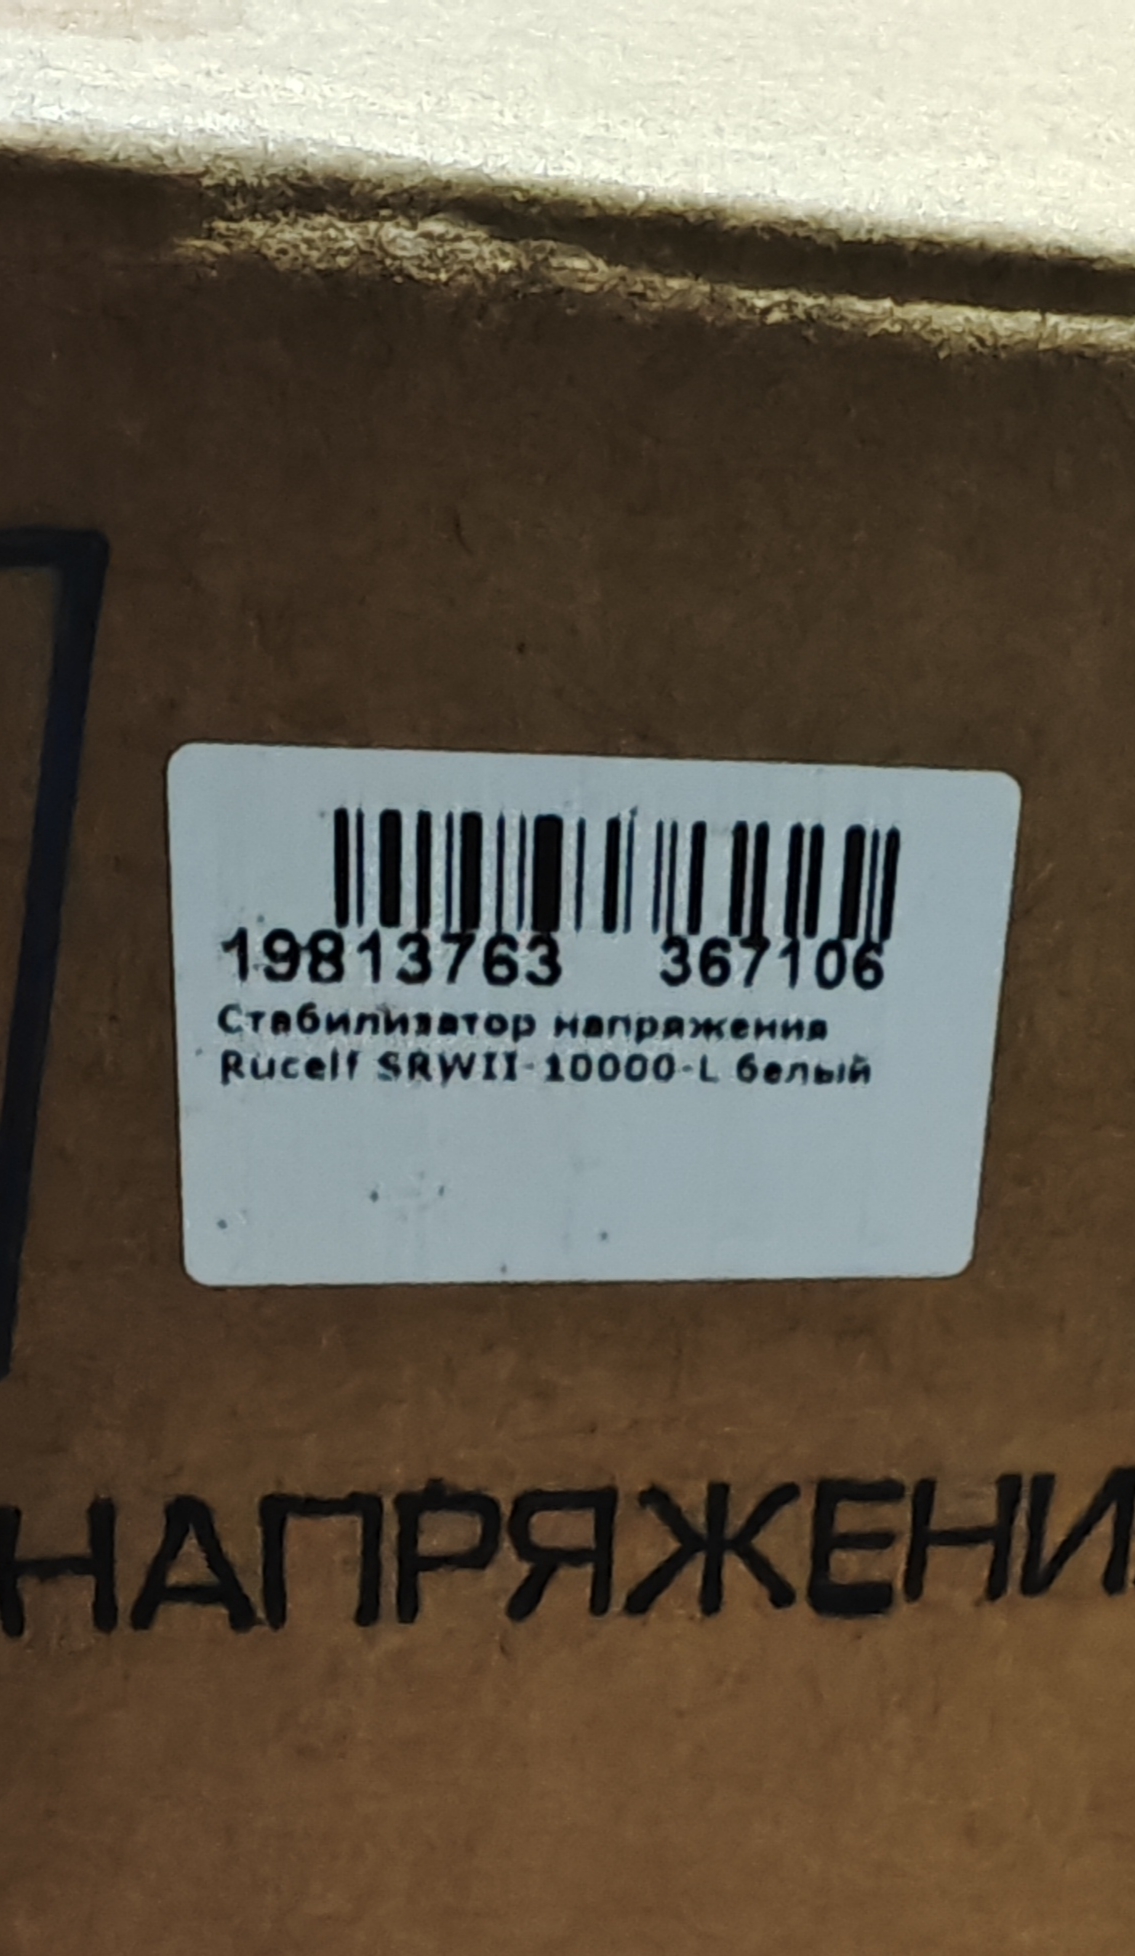 19813763 367106
Стабилизатор напряжения
Rucelf SRWII-10000-L белый
НАПРЯЖЕНИ